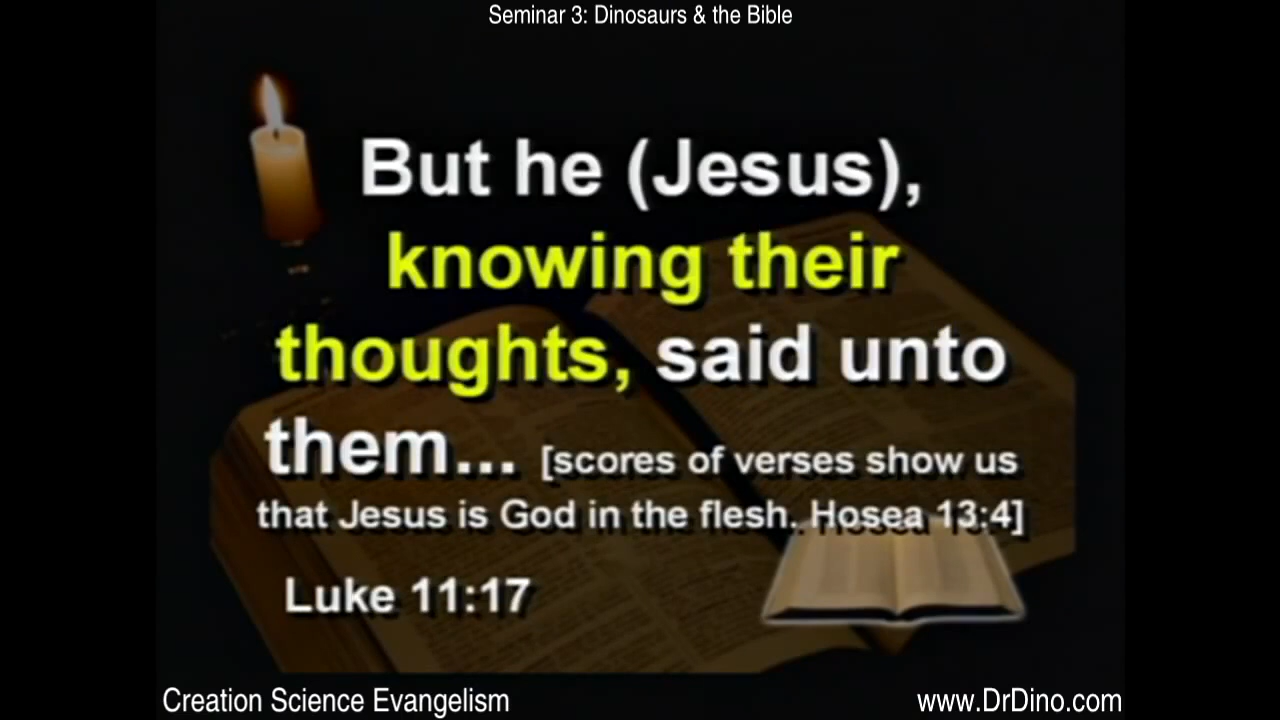 Seminar 3: Dinosaurs & the Bible
But he (Jesus),
knowing their
thoughts, said unto
them... [scores of verses show us
that Jesus is God in the flesh. Hosea 13:4]
Luke 11:17
Creation Science Evangelism
www.DrDino.com